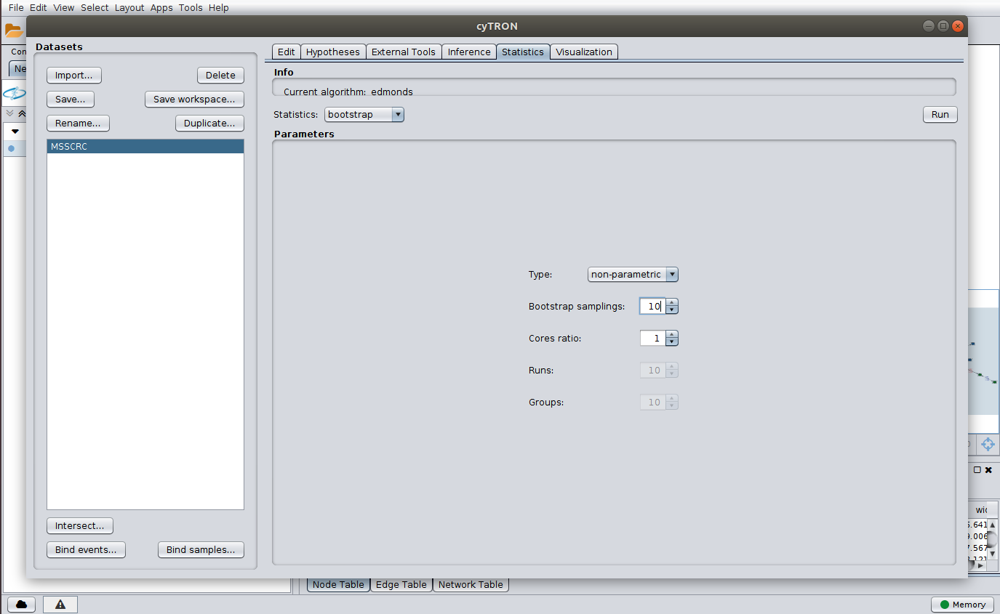 File Edit View Select Layout Apps Tools Help
cyTRON
Con
Ne
Datasets
Import... Delete
Save... Save workspace...
Rename... Duplicate...
MSSCRC
Intersect...
Bind events... Bind samples...
Edit Hypotheses External Tools Inference Statistics Visualization
Info
Current algorithm: edmonds
Statistics: bootstrap Run
Parameters
Type: non-parametric
Bootstrap samplings: 10
Cores ratio: 1
Runs: 10
Groups: 10
wid
5.641
9.006
7.567
Node Table Edge Table Network Table
Memory